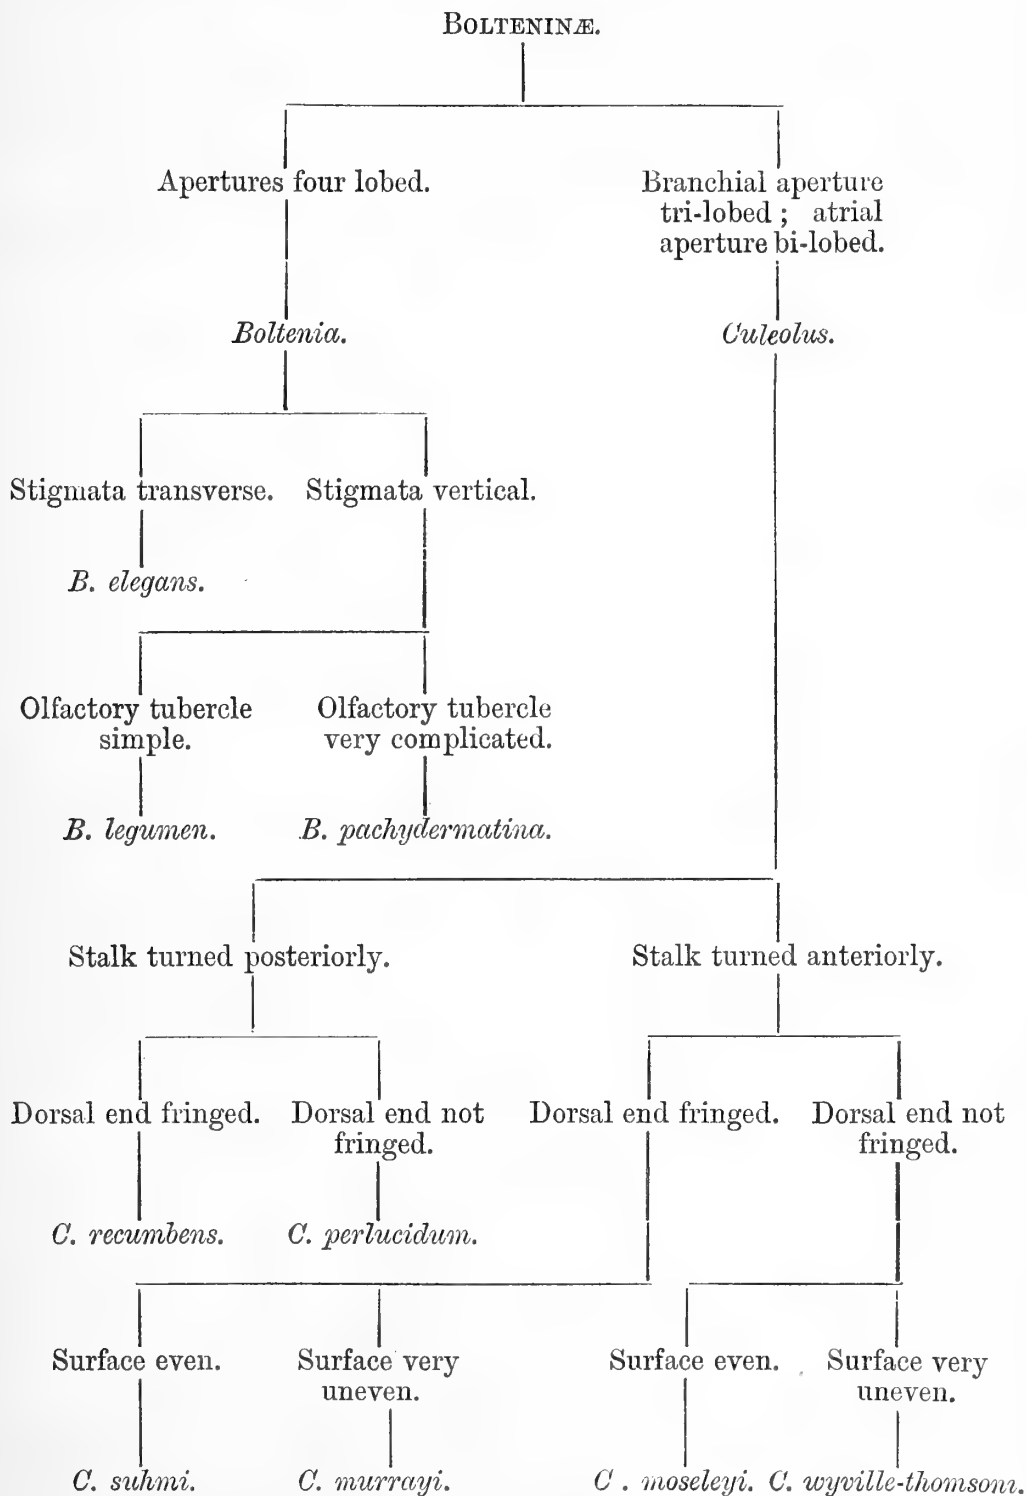 BOLTENINÆ.
Apertures four lobed.
Branchial aperture
tri-lobed ; atrial
aperture bi-lobed.
Boltenia.
Culeolus.
Stigmata transverse.
Stigmata vertical.
B. elegans.
Olfactory tubercle
simple.
Olfactory tubercle
very complicated.
B. legumen.
B. pachydermatina.
Stalk turned posteriorly.
Stalk turned anteriorly.
Dorsal end fringed.
Dorsal end not
fringed.
Dorsal end fringed.
Dorsal end not
fringed.
C. recumbens.
C. perlucidum.
Surface even.
Surface very
uneven.
Surface even.
Surface very
uneven.
C. suhmi.
C. murrayi.
C. moseleyi.
C. wyville-thomsoni.